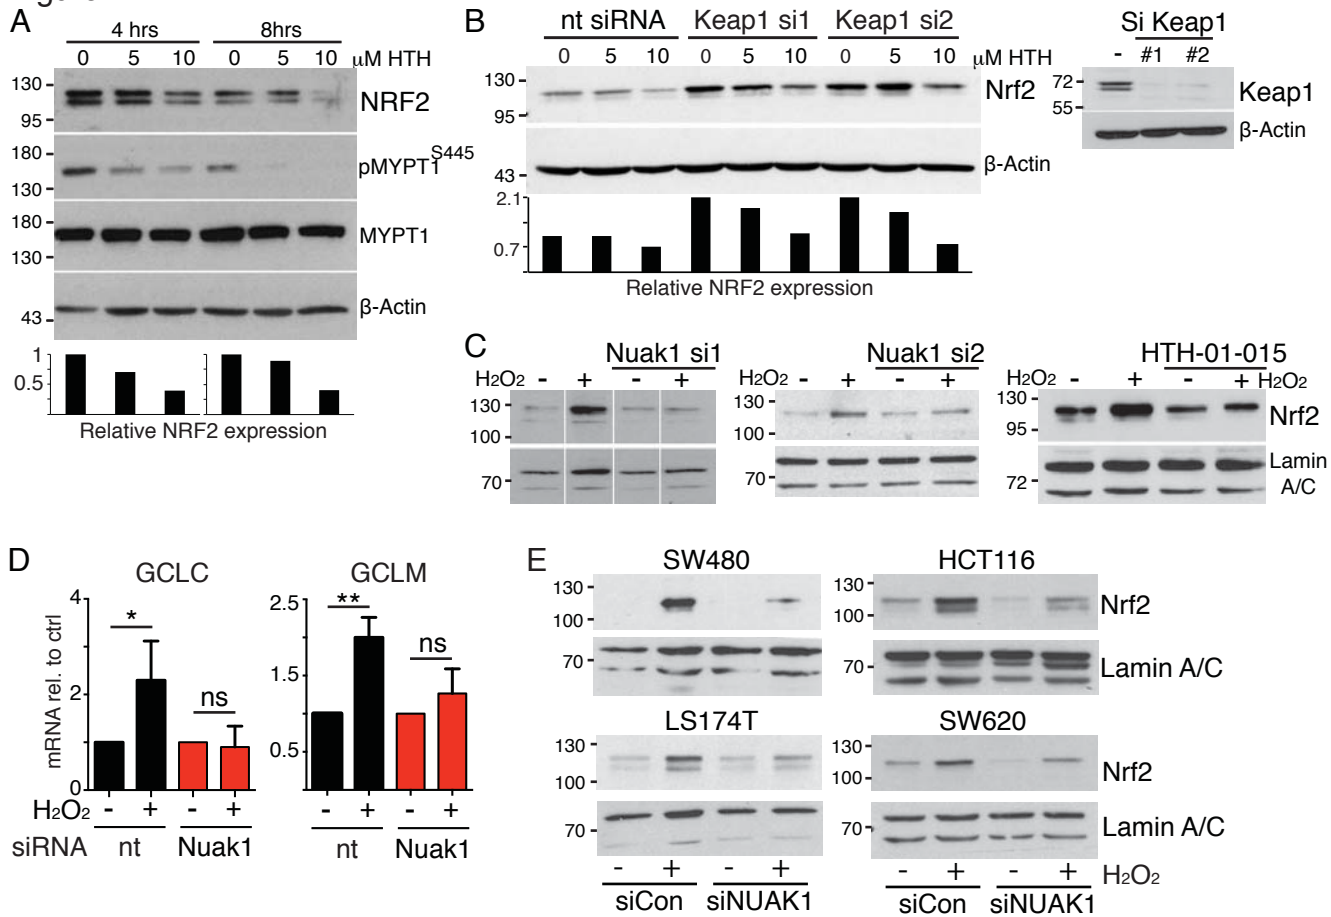 A
4 hrs 8hrs
0 5 10 0 5 10 μM HTH
130
NRF2
95
180
pMYPT1S445
130
180
MYPT1
130
β-Actin
43
1
0.5
Relative NRF2 expression
B
nt siRNA Keap1 si1 Keap1 si2
0 5 10 0 5 10 0 5 10 μM HTH
130
Nrf2
95
β-Actin
43
2.1
0.7
Relative NRF2 expression
Si Keap1
- #1 #2
72
Keap1
55
β-Actin
C
Nuak1 si1
H2O2 - + - +
130
100
70
Nuak1 si2
H2O2 - + - +
130
100
70
HTH-01-015
H2O2 - + - + H2O2
130
Nrf2
95
Lamin
A/C
72
D
GCLC
mRNA rel. to ctrl
4
2
0
*
ns
H2O2 - + - +
siRNA nt Nuak1
GCLM
2.5
1.5
0.5
**
ns
- + - +
nt Nuak1
E
SW480
130
100
70
HCT116
130
Nrf2
100
70
Lamin A/C
LS174T
130
100
70
SW620
130
Nrf2
100
70
Lamin A/C
- + - + - + - + H2O2
siCon siNUAK1 siCon siNUAK1